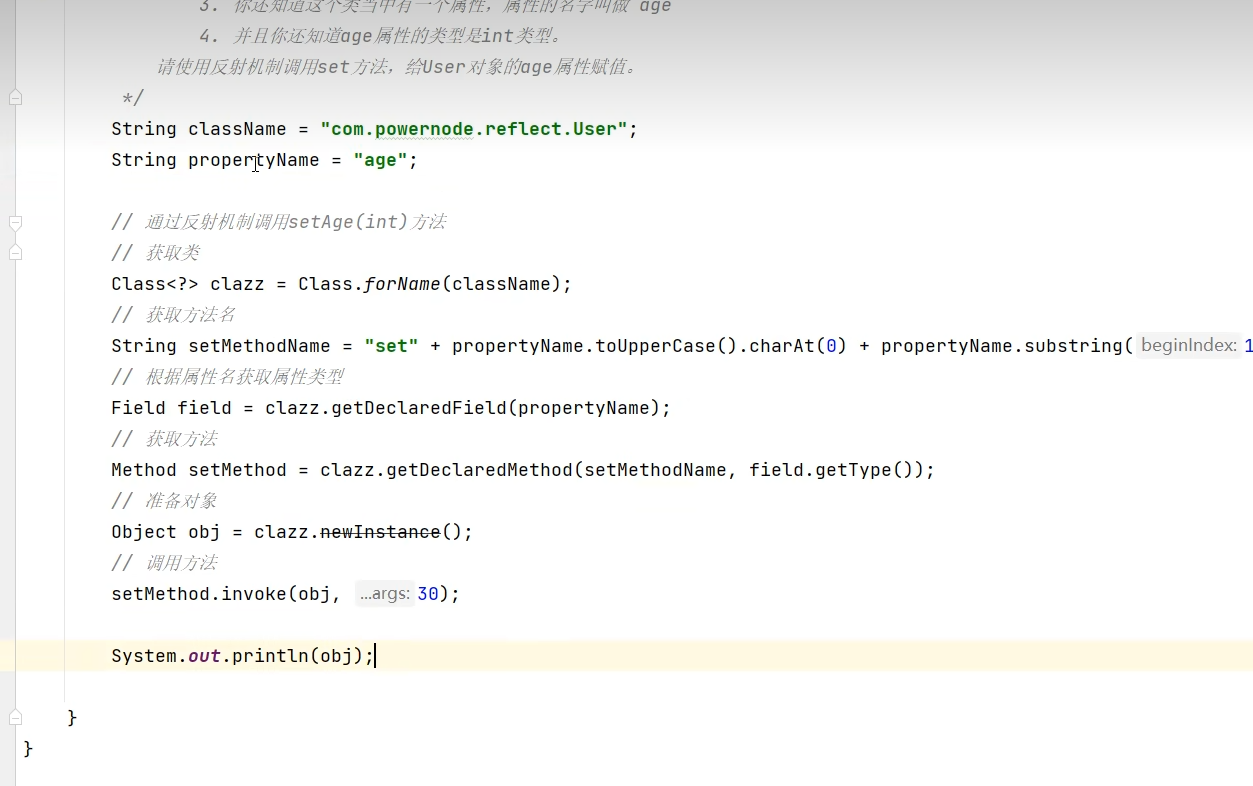 3. 你还知道这个类当中有一个属性，属性的名字叫做 age
4. 并且你还知道age属性的类型是int类型。
请使用反射机制调用set方法，给User对象的age属性赋值。
*/
String className = "com.powernode.reflect.User";
String propertyName = "age";
// 通过反射机制调用setAge(int)方法
// 获取类
Class<?> clazz = Class.forName(className);
// 获取方法名
String setMethodName = "set" + propertyName.toUpperCase().charAt(0) + propertyName.substring( beginIndex: 1
// 根据属性名获取属性类型
Field field = clazz.getDeclaredField(propertyName);
// 获取方法
Method setMethod = clazz.getDeclaredMethod(setMethodName, field.getType());
// 准备对象
Object obj = clazz.newInstance();
// 调用方法
setMethod.invoke(obj, ...args: 30);
System.out.println(obj);
}
}